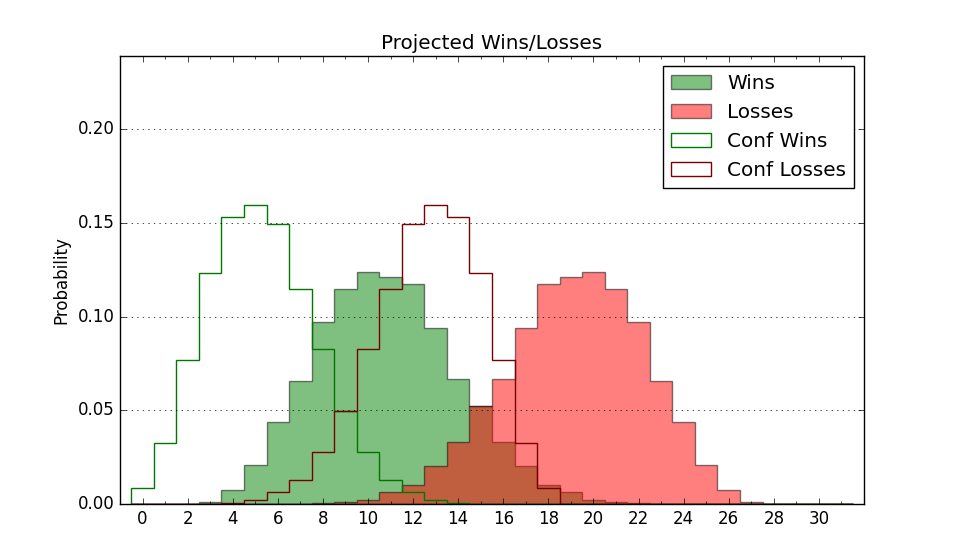 Projected Wins/Losses
Wins
Losses
Conf Wins
Conf Losses
Probability
0.20
0.15
0.10
0.05
0.00
0 2 4 6 8 10 12 14 16 18 20 22 24 26 28 30